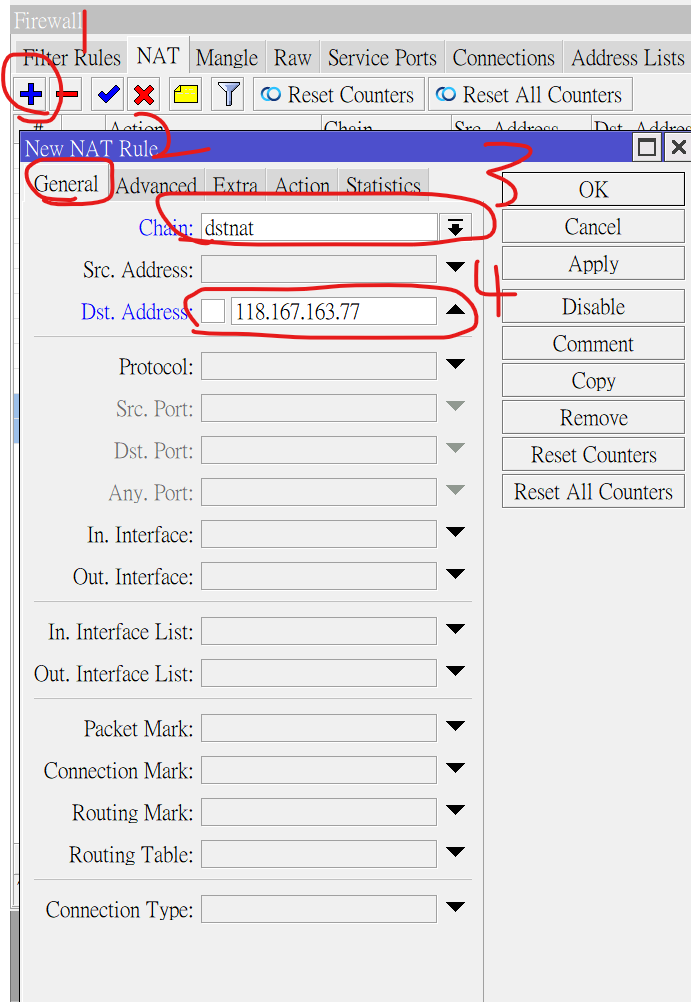 Firewall
1
Filter Rules NAT Mangle Raw Service Ports Connections Address Lists
Reset Counters Reset All Counters
# Action Chain Src. Address Dst. Addres
New NAT Rule
2
General Advanced Extra Action Statistics
3
Chain: dstnat
Src. Address:
Dst. Address: 118.167.163.77
4
Protocol:
Src. Port:
Dst. Port:
Any. Port:
In. Interface:
Out. Interface:
In. Interface List:
Out. Interface List:
Packet Mark:
Connection Mark:
Routing Mark:
Routing Table:
Connection Type:
OK
Cancel
Apply
Disable
Comment
Copy
Remove
Reset Counters
Reset All Counters